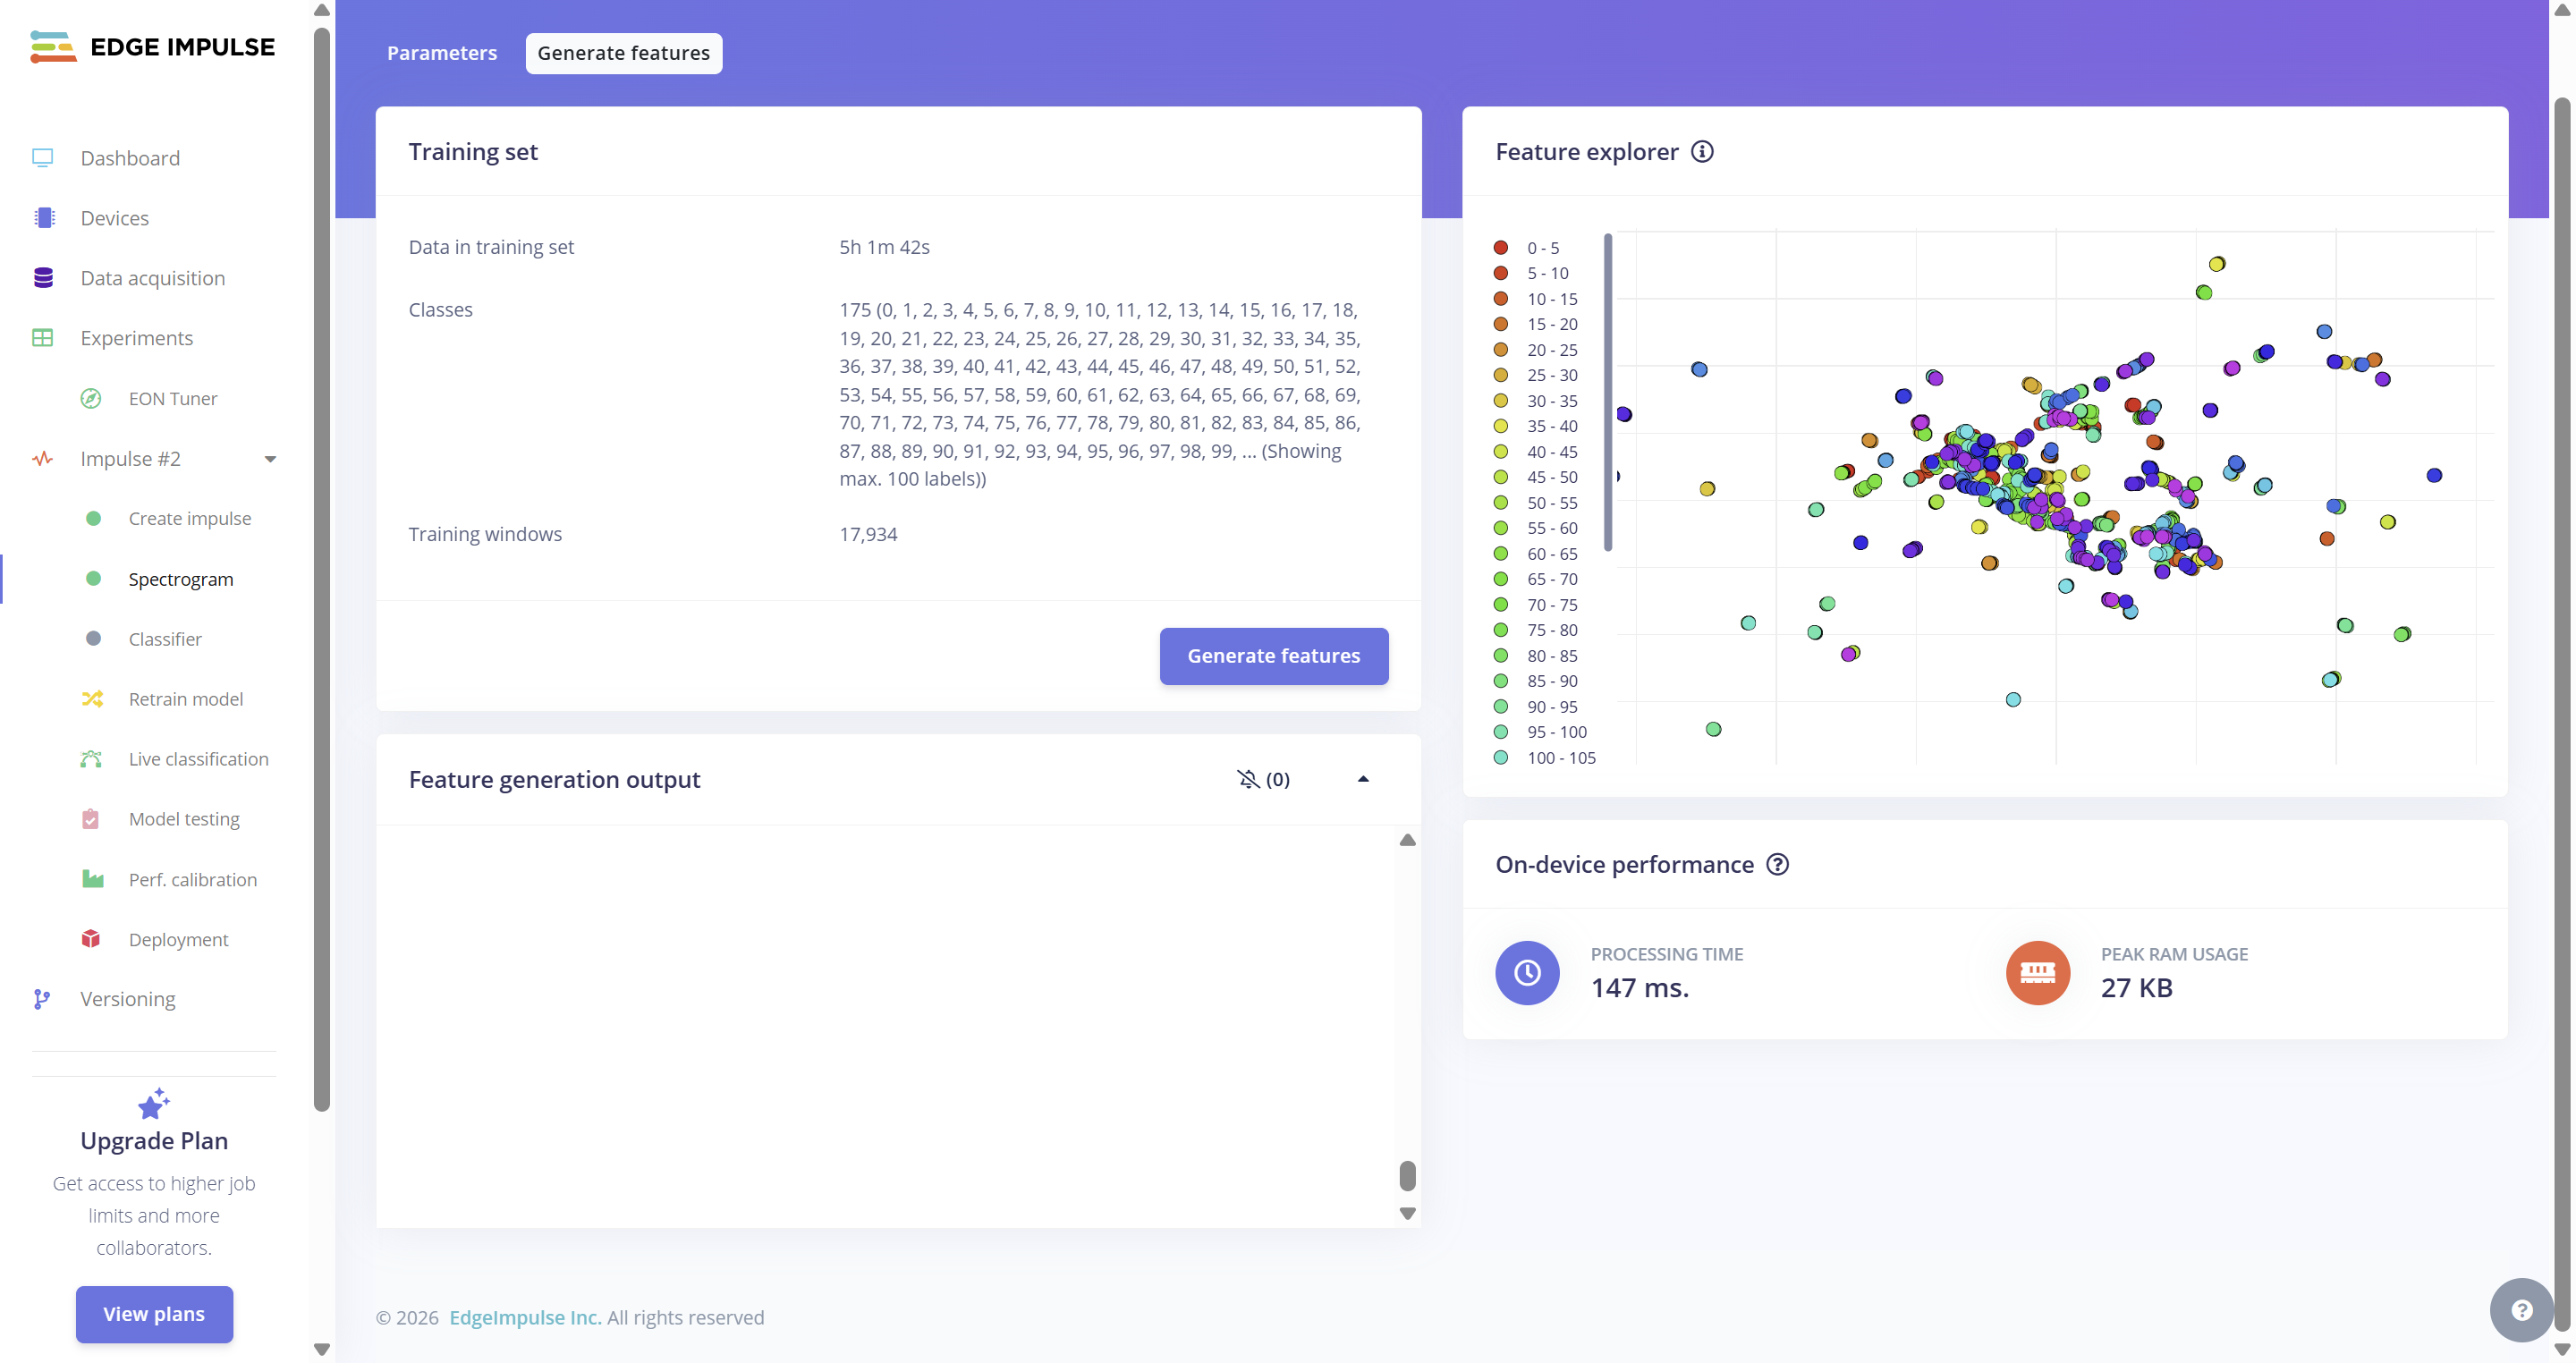 EDGE IMPULSE
Dashboard
Devices
Data acquisition
Experiments
EON Tuner
Impulse #2
Create impulse
Spectrogram
Classifier
Retrain model
Live classification
Model testing
Perf. calibration
Deployment
Versioning
Upgrade Plan
Get access to higher job
limits and more
collaborators.
View plans
Parameters
Generate features
Training set
Data in training set
5h 1m 42s
Classes
175 (0, 1, 2, 3, 4, 5, 6, 7, 8, 9, 10, 11, 12, 13, 14, 15, 16, 17, 18,
19, 20, 21, 22, 23, 24, 25, 26, 27, 28, 29, 30, 31, 32, 33, 34, 35,
36, 37, 38, 39, 40, 41, 42, 43, 44, 45, 46, 47, 48, 49, 50, 51, 52,
53, 54, 55, 56, 57, 58, 59, 60, 61, 62, 63, 64, 65, 66, 67, 68, 69,
70, 71, 72, 73, 74, 75, 76, 77, 78, 79, 80, 81, 82, 83, 84, 85, 86,
87, 88, 89, 90, 91, 92, 93, 94, 95, 96, 97, 98, 99, ... (Showing
max. 100 labels))
Training windows
17,934
Generate features
Feature generation output
(0)
Feature explorer
0 - 5
5 - 10
10 - 15
15 - 20
20 - 25
25 - 30
30 - 35
35 - 40
40 - 45
45 - 50
50 - 55
55 - 60
60 - 65
65 - 70
70 - 75
75 - 80
80 - 85
85 - 90
90 - 95
95 - 100
100 - 105
On-device performance
PROCESSING TIME
147 ms.
PEAK RAM USAGE
27 KB
© 2026 EdgeImpulse Inc. All rights reserved